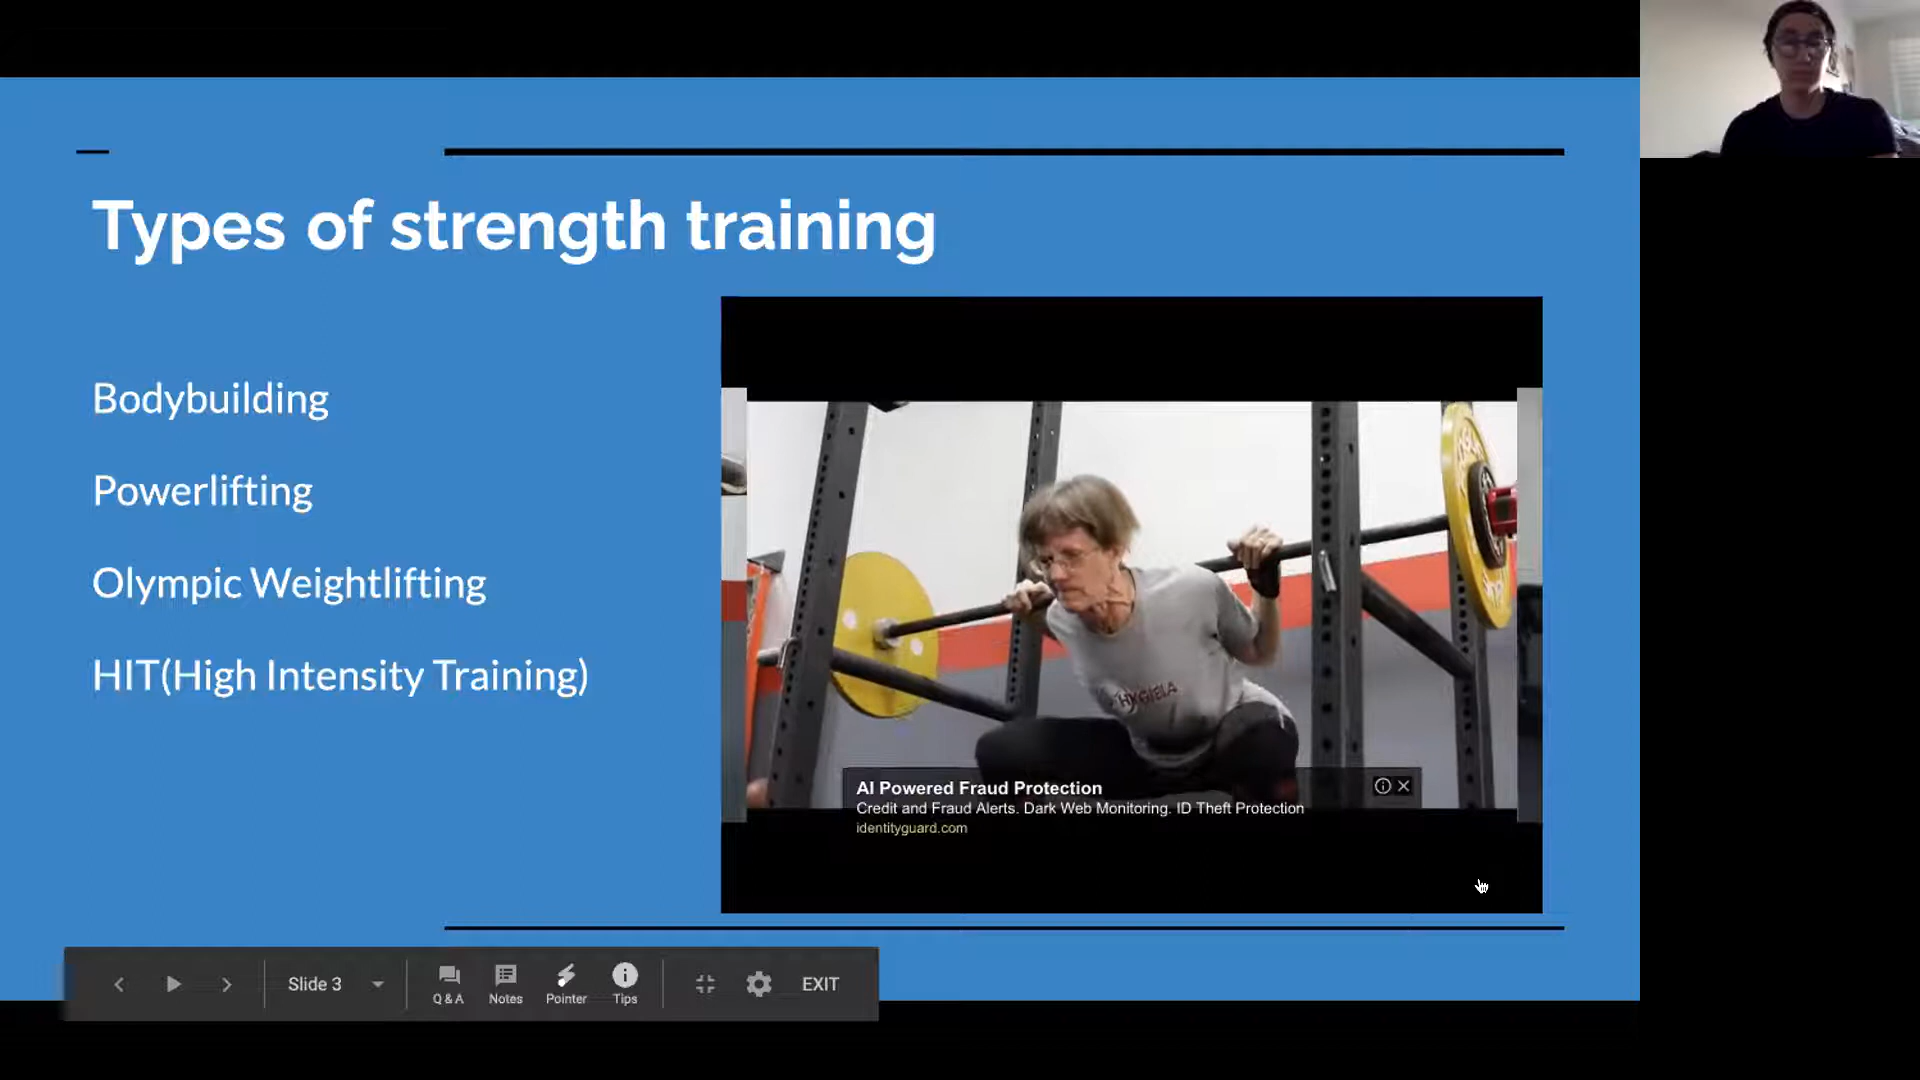 Types of strength training
Bodybuilding
Powerlifting
Olympic Weightlifting
HIT(High Intensity Training)
HYGIEIA
AI Powered Fraud Protection
Credit and Fraud Alerts. Dark Web Monitoring. ID Theft Protection
identityguard.com
Slide 3
Q & A
Notes
Pointer
Tips
EXIT